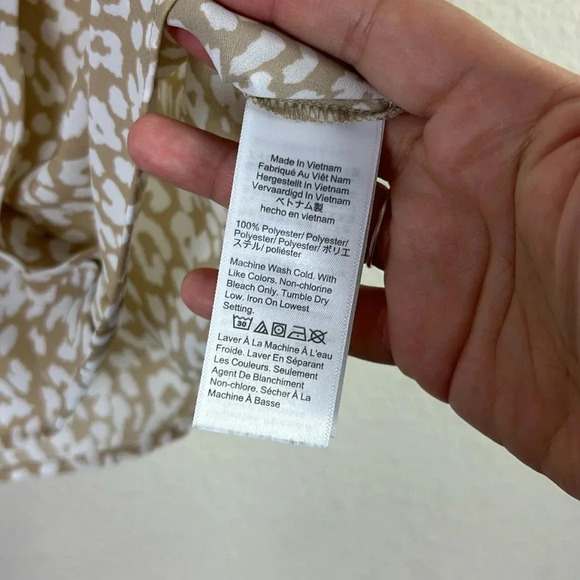 Made In Vietnam
Fabriqué Au Viêt Nam
Hergestellt In Vietnam
Vervaardigd In Vietnam
ベトナム製
hecho en vietnam
100% Polyester/ Polyester/
Polyester/ Polyester/ ポリエ
ステル/ poliéster
Machine Wash Cold. With
Like Colors. Non-chlorine
Bleach Only. Tumble Dry
Low. Iron On Lowest
Setting.
30
Laver À La Machine À L'eau
Froide. Laver En Séparant
Les Couleurs. Seulement
Agent De Blanchiment
Non-chlore. Sécher À La
Machine À Basse